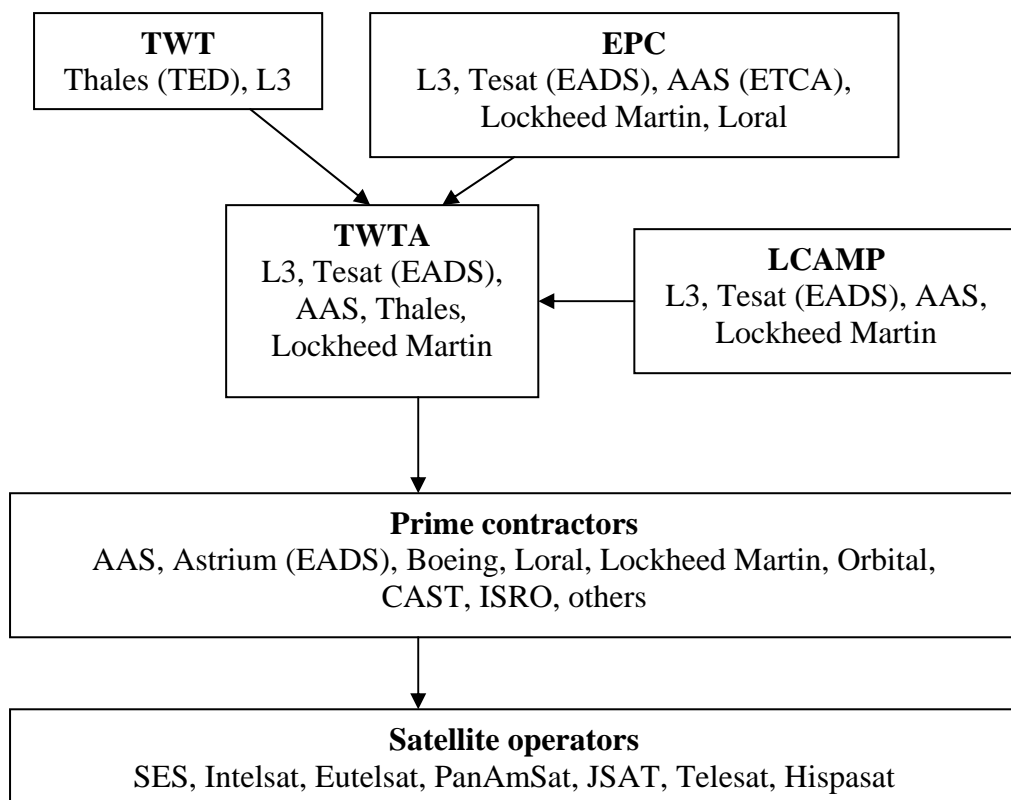 TWT
Thales (TED), L3
EPC
L3, Tesat (EADS), AAS (ETCA),
Lockheed Martin, Loral
TWTA
L3, Tesat (EADS),
AAS, Thales,
Lockheed Martin
LCAMP
L3, Tesat (EADS), AAS,
Lockheed Martin
Prime contractors
AAS, Astrium (EADS), Boeing, Loral, Lockheed Martin, Orbital,
CAST, ISRO, others
Satellite operators
SES, Intelsat, Eutelsat, PanAmSat, JSAT, Telesat, Hispasat